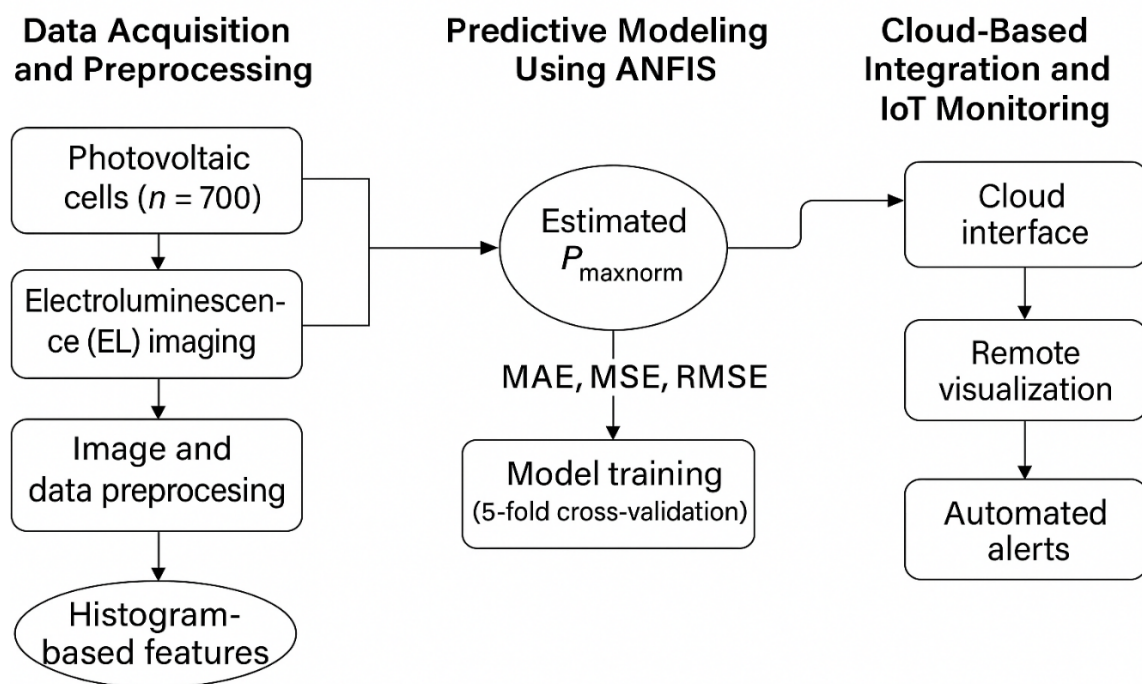 Data Acquisition
and Preprocessing
Photovoltaic
cells (n = 700)
Electroluminescen-
ce (EL) imaging
Image and
data preprocesing
Histogram-
based features
Predictive Modeling
Using ANFIS
Estimated
Pmaxnorm
MAE, MSE, RMSE
Model training
(5-fold cross-validation)
Cloud-Based
Integration and
IoT Monitoring
Cloud
interface
Remote
visualization
Automated
alerts